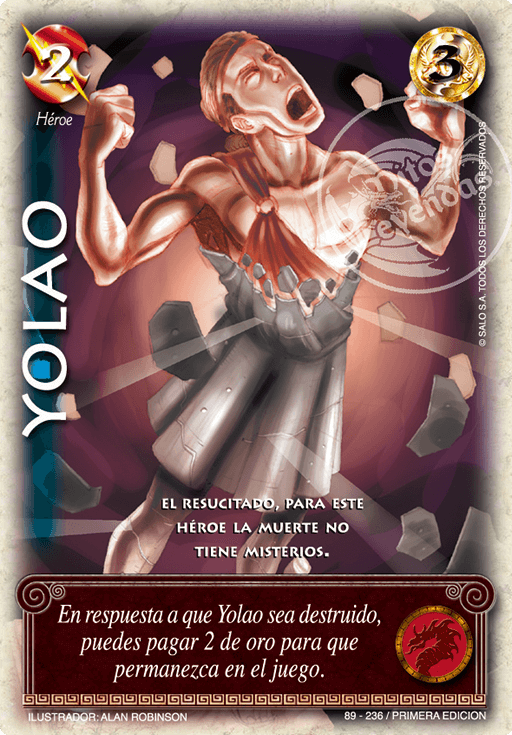 2
3
Héroe
YOLAO
Mitos y Leyendas
© SALO S.A. TODOS LOS DERECHOS RESERVADOS
EL RESUCITADO, PARA ESTE
HÉROE LA MUERTE NO
TIENE MISTERIOS.
En respuesta a que Yolao sea destruido,
puedes pagar 2 de oro para que
permanezca en el juego.
ILUSTRADOR: ALAN ROBINSON
89 - 236 / PRIMERA EDICION